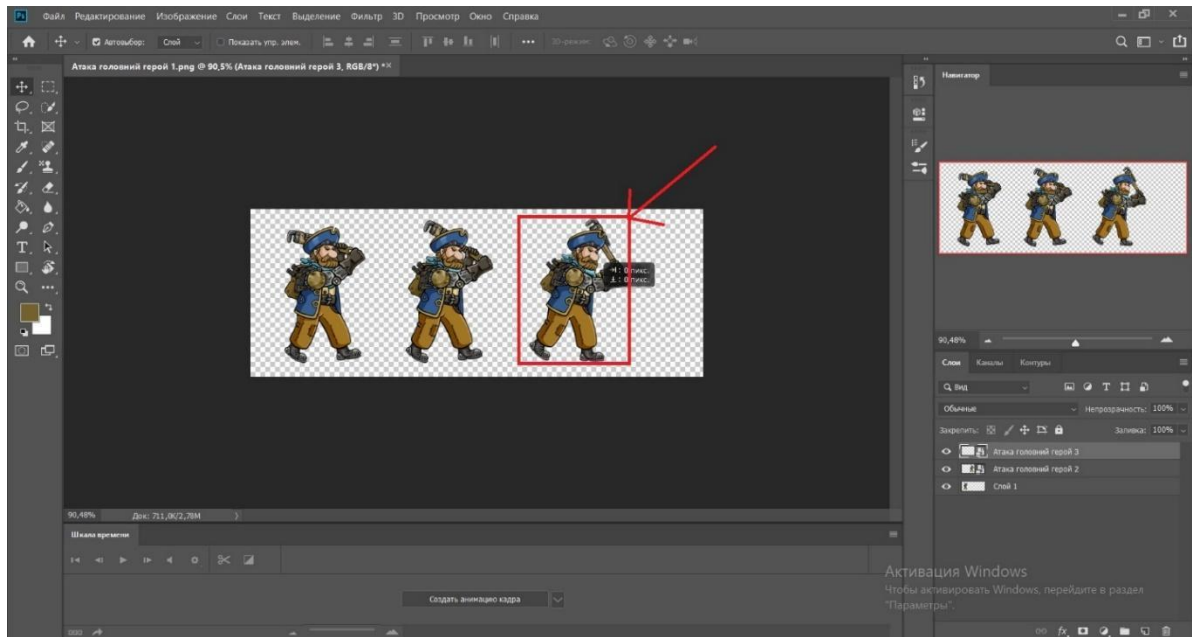 Ps Файл Редактирование Изображение Слои Текст Выделение Фильтр 3D Просмотр Окно Справка
Автовыбор: Слой Показать упр. элем. 3D-режим:
Атака головний герой 1.png @ 90,5% (Атака головний герой 3, RGB/8*) *
Навигатор
: 0 пикс.
: 0 пикс.
90,48%
Слои Каналы Контуры
Вид
Обычные Непрозрачность: 100%
Закрепить: Заливка: 100%
Атака головний герой 3
Атака головний герой 2
Слой 1
90,48% Док: 711,0K/2,78M
Шкала времени
Создать анимацию кадра
Активация Windows
Чтобы активировать Windows, перейдите в раздел
"Параметры".